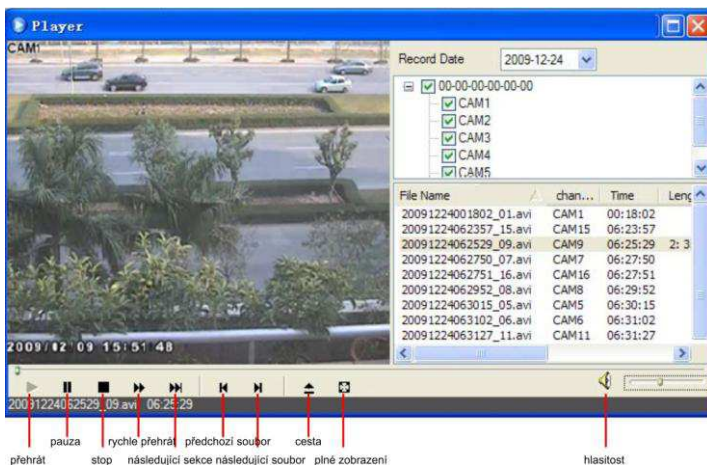 Player
CAM1
2009/12 09 15:51 48
Record Date 2009-12-24
00-00-00-00-00-00
CAM1
CAM2
CAM3
CAM4
CAM5
File Name chan... Time Leng
20091224001802_01.avi CAM1 00:18:02
20091224062357_15.avi CAM15 06:23:57
20091224062529_09.avi CAM9 06:25:29 2: 3
20091224062750_07.avi CAM7 06:27:50
20091224062751_16.avi CAM16 06:27:51
20091224062952_08.avi CAM8 06:29:52
20091224063015_05.avi CAM5 06:30:15
20091224063102_06.avi CAM6 06:31:02
20091224063127_11.avi CAM11 06:31:27
20091224062529_09.avi 06:25:29
pauza rychle přehrát předchozí soubor cesta
přehrát stop následující sekce následující soubor plné zobrazení hlasitost